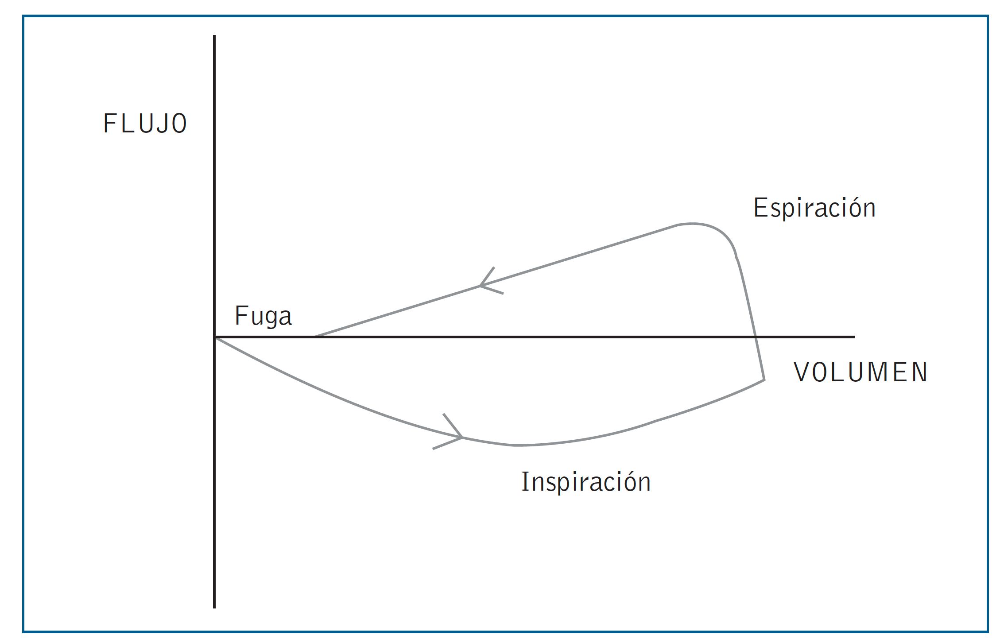 FLUJO
Espiración
Fuga
VOLUMEN
Inspiración